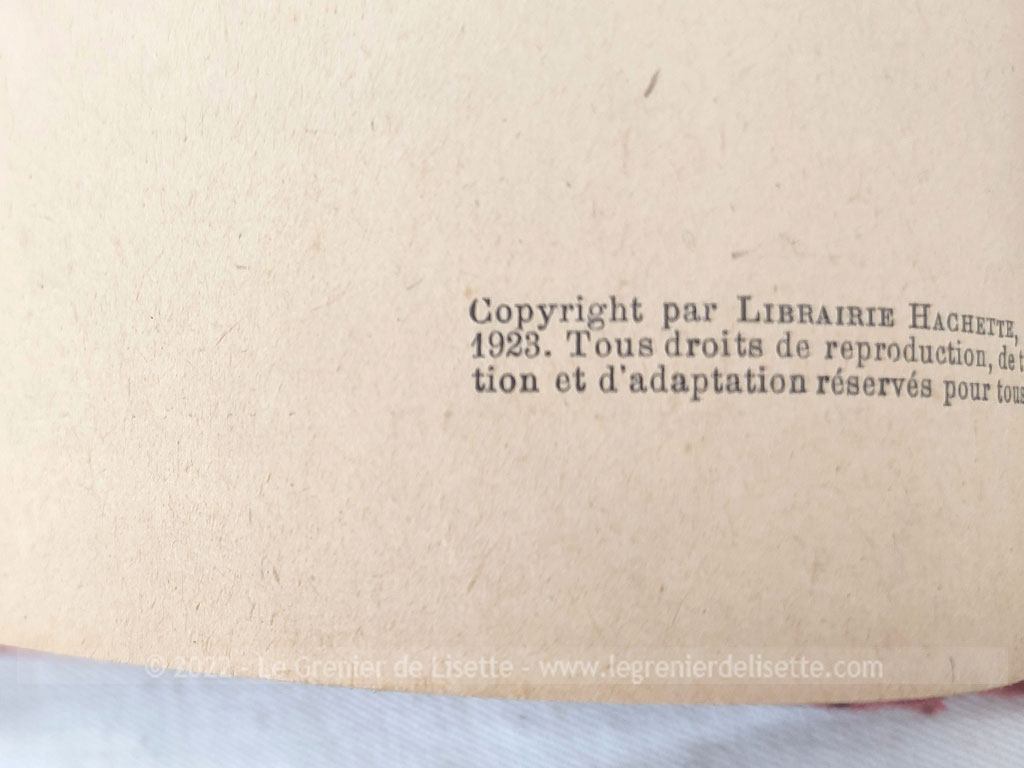 Copyright par LIBRAIRIE HACHETTE,
1923. Tous droits de reproduction, de t
tion et d'adaptation réservés pour tous
© 2022 - Le Grenier de Lisette - www.legrenierdelisette.com